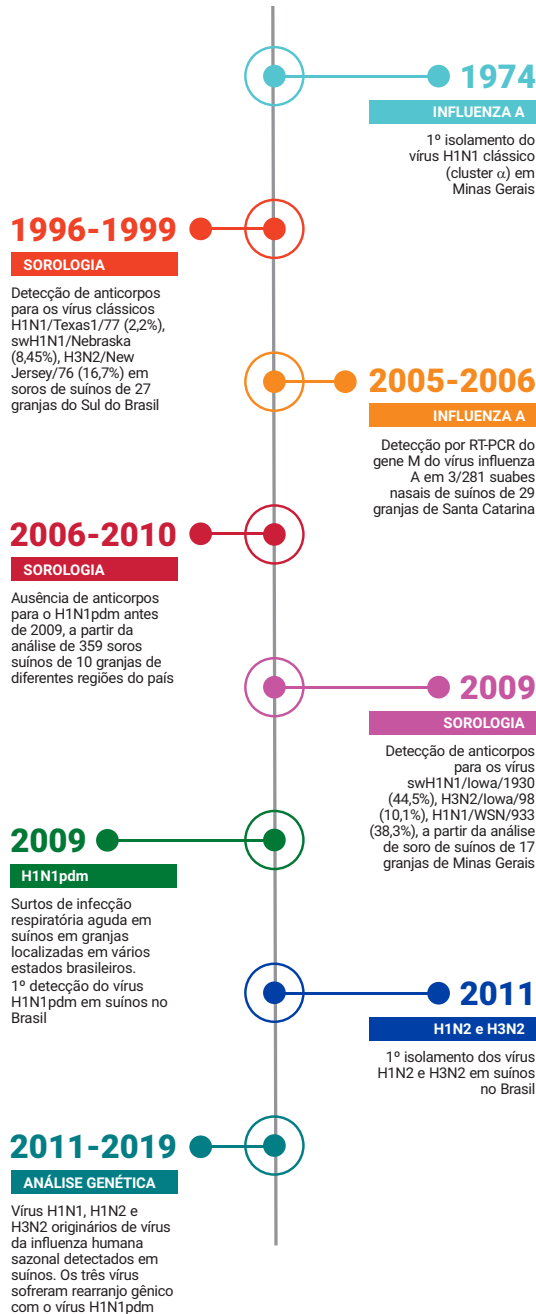 1974
INFLUENZA A
1º isolamento do
vírus H1N1 clássico
(cluster α) em
Minas Gerais
1996-1999
SOROLOGIA
Detecção de anticorpos
para os vírus clássicos
H1N1/Texas1/77 (2,2%),
swH1N1/Nebraska
(8,45%), H3N2/New
Jersey/76 (16,7%) em
soros de suínos de 27
granjas do Sul do Brasil
2005-2006
INFLUENZA A
Detecção por RT-PCR do
gene M do vírus influenza
A em 3/281 suabes
nasais de suínos de 29
granjas de Santa Catarina
2006-2010
SOROLOGIA
Ausência de anticorpos
para o H1N1pdm antes
de 2009, a partir da
análise de 359 soros
suínos de 10 granjas de
diferentes regiões do país
2009
SOROLOGIA
Detecção de anticorpos
para os vírus
swH1N1/Iowa/1930
(44,5%), H3N2/Iowa/98
(10,1%), H1N1/WSN/933
(38,3%), a partir da análise
de soro de suínos de 17
granjas de Minas Gerais
2009
H1N1pdm
Surtos de infecção
respiratória aguda em
suínos em granjas
localizadas em vários
estados brasileiros.
1º detecção do vírus
H1N1pdm em suínos no
Brasil
2011
H1N2 e H3N2
1º isolamento dos vírus
H1N2 e H3N2 em suínos
no Brasil
2011-2019
ANÁLISE GENÉTICA
Vírus H1N1, H1N2 e
H3N2 originários de vírus
da influenza humana
sazonal detectados em
suínos. Os três vírus
sofreram rearranjo gênico
com o vírus H1N1pdm